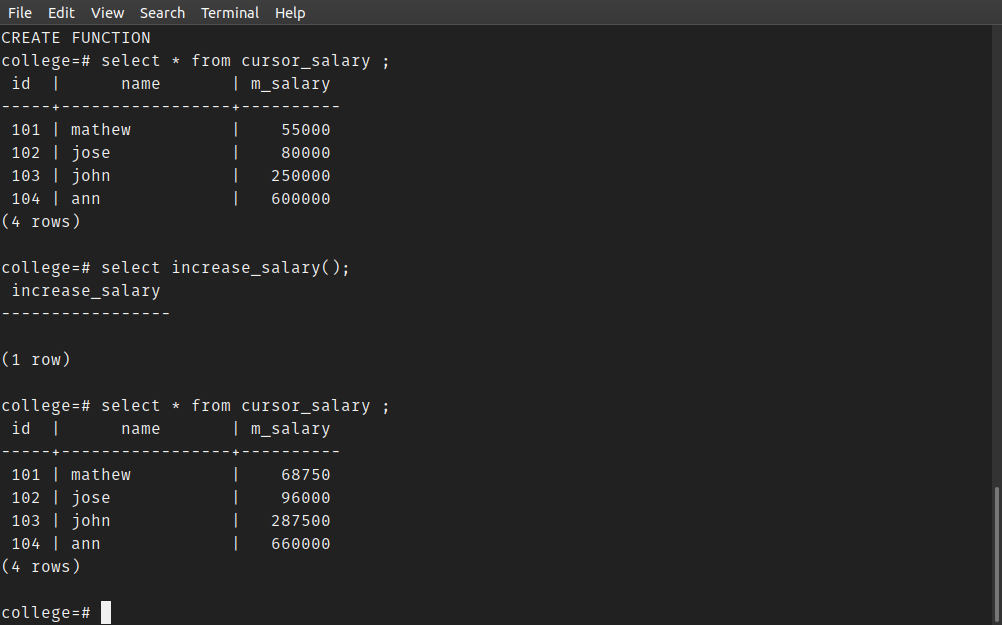 File Edit View Search Terminal Help
CREATE FUNCTION
college=# select * from cursor_salary ;
 id  |      name       | m_salary
-----+-----------------+----------
 101 | mathew          |    55000
 102 | jose            |    80000
 103 | john            |   250000
 104 | ann             |   600000
(4 rows)

college=# select increase_salary();
 increase_salary
-----------------

(1 row)

college=# select * from cursor_salary ;
 id  |      name       | m_salary
-----+-----------------+----------
 101 | mathew          |    68750
 102 | jose            |    96000
 103 | john            |   287500
 104 | ann             |   660000
(4 rows)

college=#